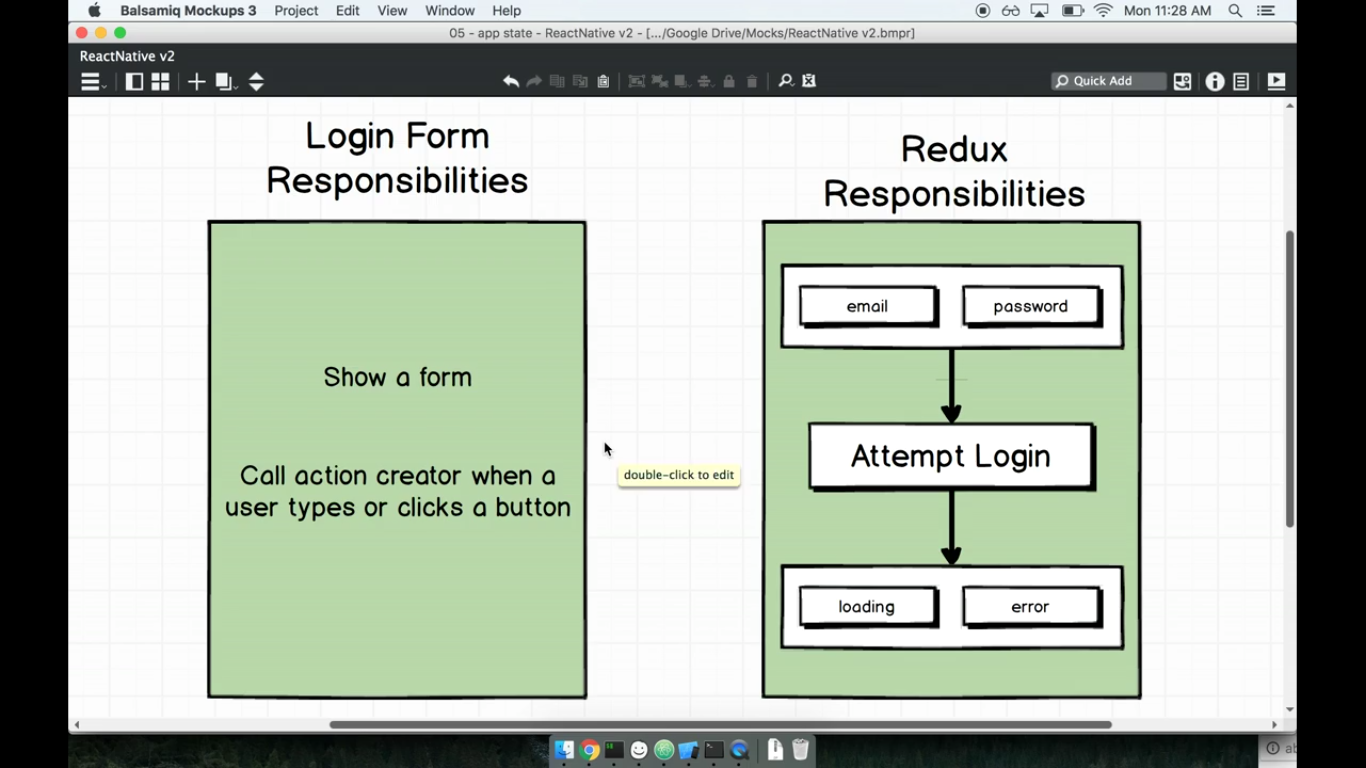 Balsamiq Mockups 3 Project Edit View Window Help Mon 11:28 AM
05 - app state - ReactNative v2 - [.../Google Drive/Mocks/ReactNative v2.bmpr]
ReactNative v2
Quick Add
Login Form
Responsibilities
Show a form
Call action creator when a
user types or clicks a button
double-click to edit
Redux
Responsibilities
email password
Attempt Login
loading error